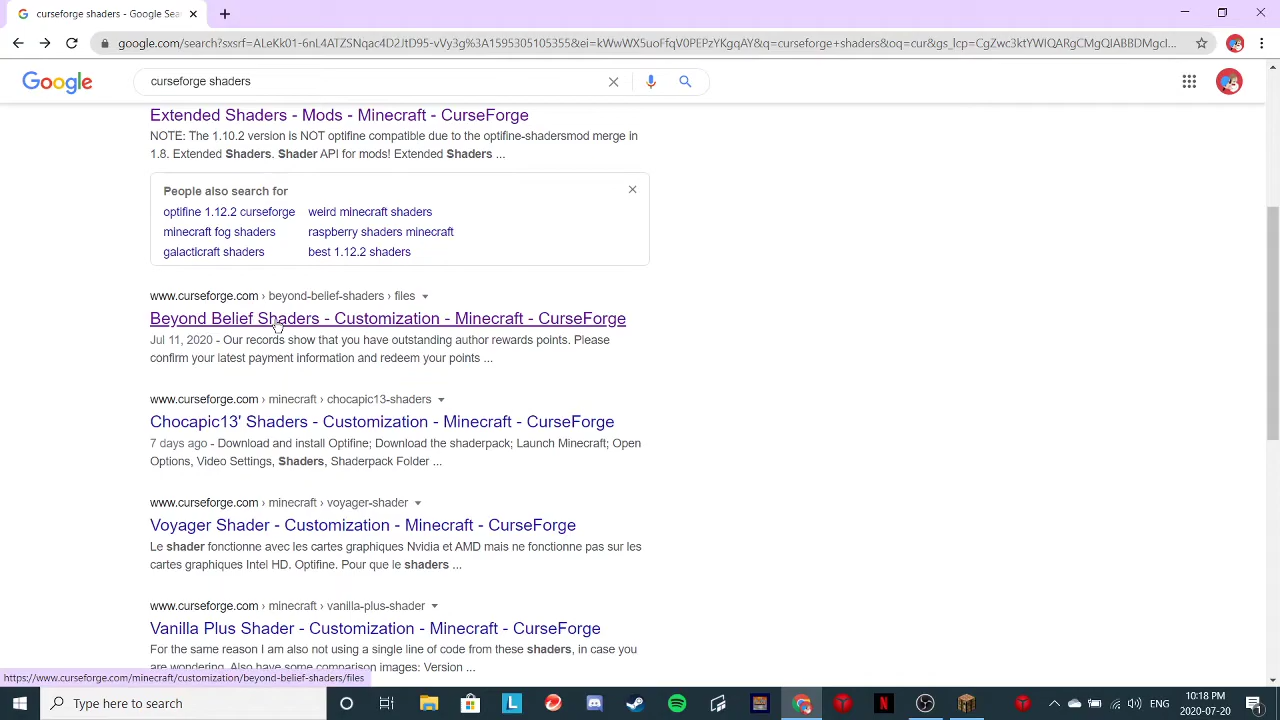 curseforge shaders - Google Sear
google.com/search?sxsrf=ALeKk01-6nL4ATZSNqac4D2JtD95-vVy3g%3A1595305105355&ei=kWwWX5uoFfqV0PEPzYKgqAY&q=curseforge+shaders&oq=cur&gs_lcp=CgZwc3ktYWIQARgCMgQIABBDMgcl...
Google
curseforge shaders
Extended Shaders - Mods - Minecraft - CurseForge
NOTE: The 1.10.2 version is NOT optifine compatible due to the optifine-shadersmod merge in
1.8. Extended Shaders. Shader API for mods! Extended Shaders ...
People also search for
optifine 1.12.2 curseforge
weird minecraft shaders
minecraft fog shaders
raspberry shaders minecraft
galacticraft shaders
best 1.12.2 shaders
www.curseforge.com › beyond-belief-shaders › files
Beyond Belief Shaders - Customization - Minecraft - CurseForge
Jul 11, 2020 - Our records show that you have outstanding author rewards points. Please
confirm your latest payment information and redeem your points ...
www.curseforge.com › minecraft › chocapic13-shaders
Chocapic13' Shaders - Customization - Minecraft - CurseForge
7 days ago - Download and install Optifine; Download the shaderpack; Launch Minecraft; Open
Options, Video Settings, Shaders, Shaderpack Folder ...
www.curseforge.com › minecraft › voyager-shader
Voyager Shader - Customization - Minecraft - CurseForge
Le shader fonctionne avec les cartes graphiques Nvidia et AMD mais ne fonctionne pas sur les
cartes graphiques Intel HD. Optifine. Pour que le shaders ...
www.curseforge.com › minecraft › vanilla-plus-shader
Vanilla Plus Shader - Customization - Minecraft - CurseForge
For the same reason I am also not using a single line of code from these shaders, in case you
are wondering. Also have some comparison images: Version ...
https://www.curseforge.com/minecraft/customization/beyond-belief-shaders/files
Type here to search
L
N
ENG
10:18 PM
2020-07-20